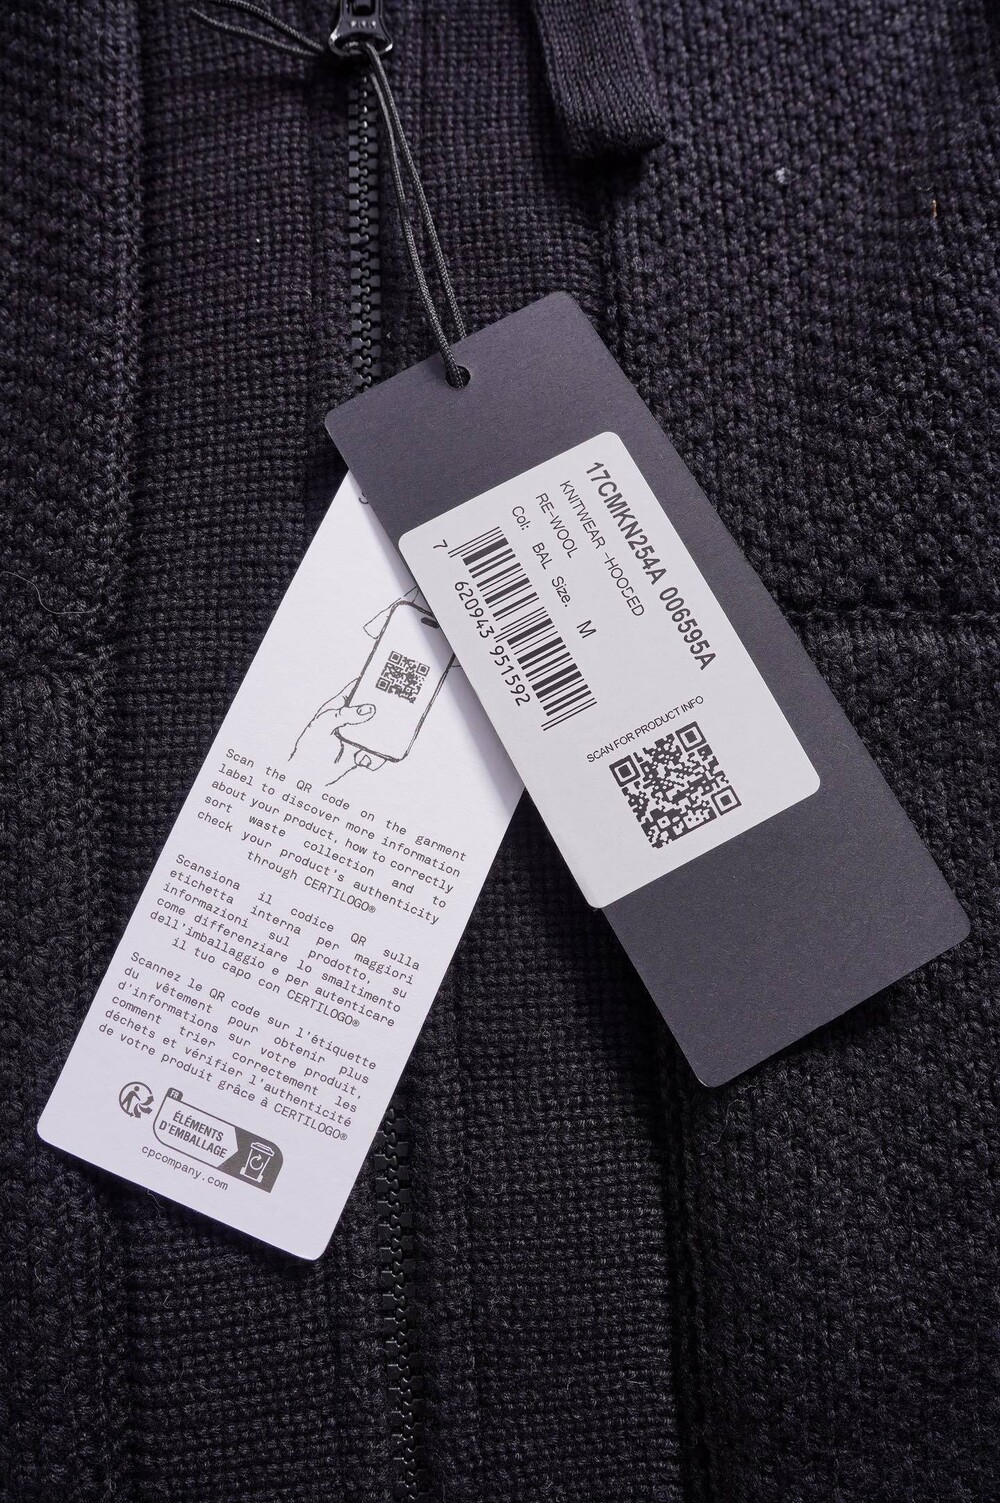 17CMKN254A 006595A
KNITWEAR -HOODED
RE-WOOL
Col: BAL Size. M
7 620943 951592
SCAN FOR PRODUCT INFO
Scan the QR code on the garment
label to discover more information
about your product, how to correctly
sort waste collection and to
check your product's authenticity
through CERTILOGO®
Scansiona il codice QR sulla
etichetta interna per maggiori
informazioni sul prodotto, su
come differenziare lo smaltimento
dell'imballaggio e per autenticare
il tuo capo con CERTILOGO®
Scannez le QR code sur l'étiquette
du vêtement pour obtenir plus
d'informations sur votre produit,
comment trier correctement les
déchets et vérifier l'authenticité
de votre produit grâce à CERTILOGO®
FR
ÉLÉMENTS
D'EMBALLAGE
cpcompany.com